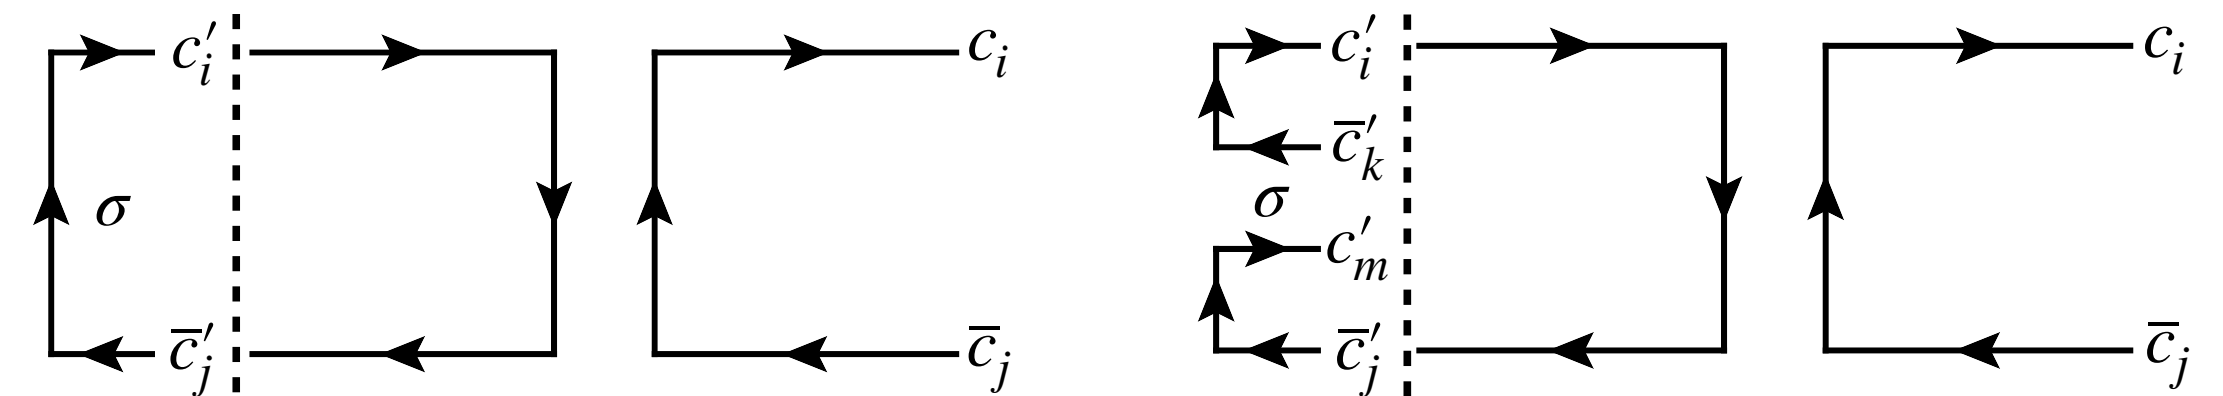 c′ᵢ cᵢ
σ
c̅′ⱼ c̅ⱼ
c′ᵢ cᵢ
c̅′ₖ
σ
c′ₘ
c̅′ⱼ c̅ⱼ